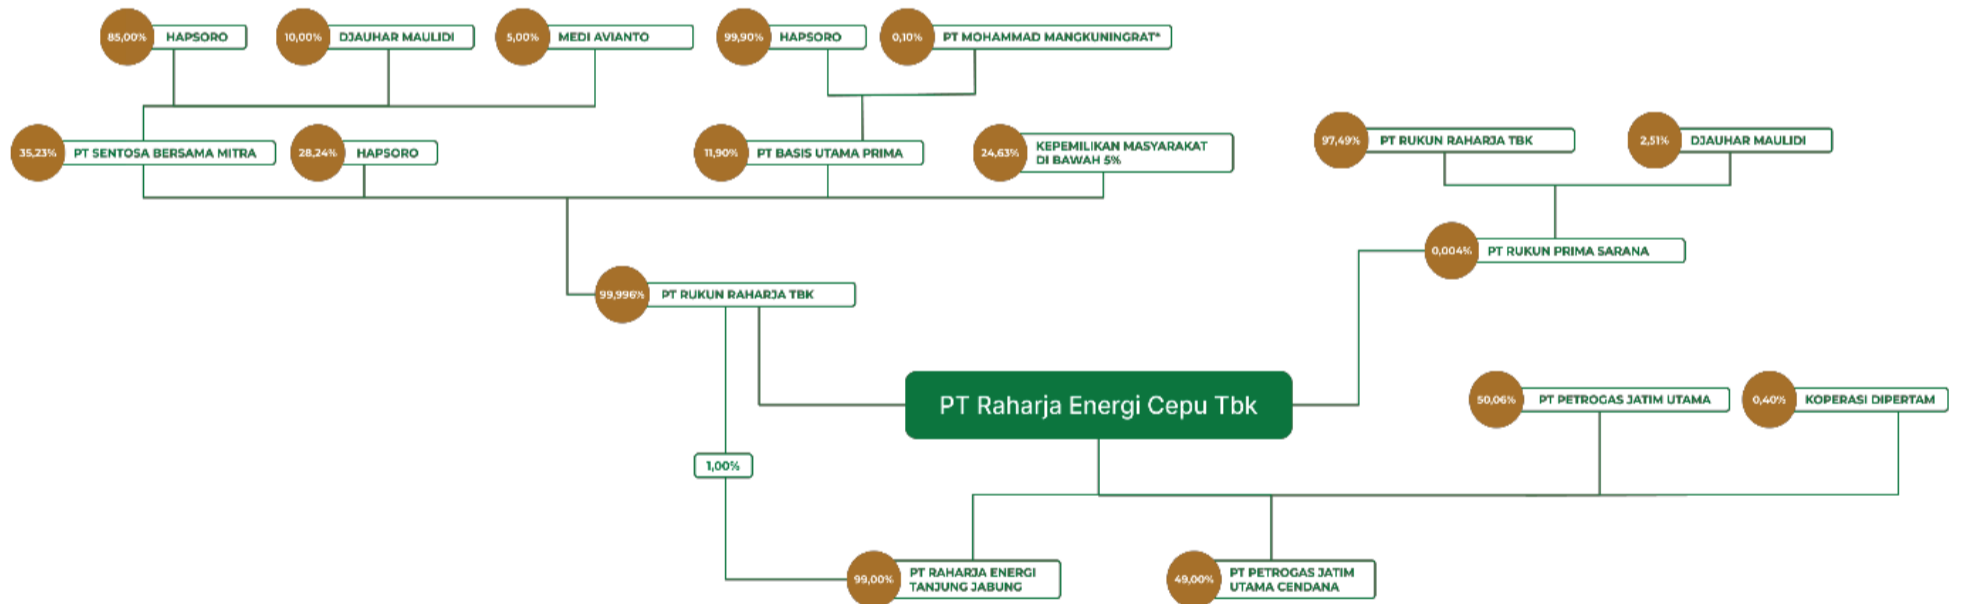 85,00%
HAPSORO
10,00%
DJAUHAR MAULIDI
5,00%
MEDI AVIANTO
99,90%
HAPSORO
0,10%
PT MOHAMMAD MANGKUNINGRAT*
35,23%
PT SENTOSA BERSAMA MITRA
28,24%
HAPSORO
11,90%
PT BASIS UTAMA PRIMA
24,63%
KEPEMILIKAN MASYARAKAT
DI BAWAH 5%
97,49%
PT RUKUN RAHARJA TBK
2,51%
DJAUHAR MAULIDI
0,004%
PT RUKUN PRIMA SARANA
99,996%
PT RUKUN RAHARJA TBK
PT Raharja Energi Cepu Tbk
50,06%
PT PETROGAS JATIM UTAMA
0,40%
KOPERASI DIPERTAM
1,00%
99,00%
PT RAHARJA ENERGI
TANJUNG JABUNG
49,00%
PT PETROGAS JATIM
UTAMA CENDANA